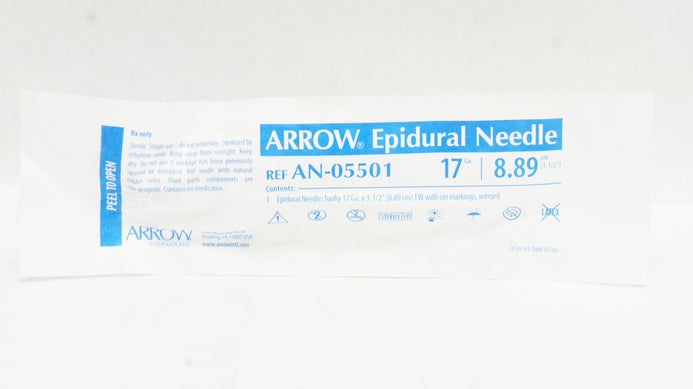 PEEL TO OPEN
Rx only.
Sterile. Single use – do not resterilize. Sterilized by
ethylene oxide. Keep away from sunlight. Keep
dry. Do not use if package has been previously
opened or damaged. Not made with natural
rubber latex. Fluid path components are
non-pyrogenic. Contains no medication.
ARROW
INTERNATIONAL
Reading, PA 19605 USA
www.arrowintl.com
ARROW® Epidural Needle
REF AN-05501 17 Ga. 8.89 cm (3-1/2")
Contents:
1: Epidural Needle: Tuohy 17 Ga. x 3-1/2" (8.89 cm) TW with cm markings, winged
2 STERILE EO LATEX